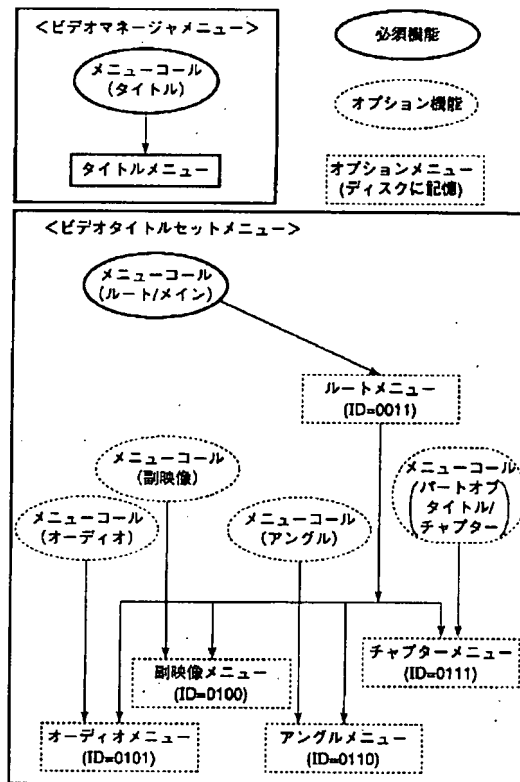 <ビデオマネージャメニュー>
メニューコール
(タイトル)
タイトルメニュー
必須機能
オプション機能
オプションメニュー
(ディスクに記憶)
<ビデオタイトルセットメニュー>
メニューコール
(ルート/メイン)
ルートメニュー
(ID=0011)
メニューコール
(副映像)
メニューコール
(オーディオ)
メニューコール
(アングル)
メニューコール
(パートオブ
タイトル/
チャプター)
チャプターメニュー
(ID=0111)
副映像メニュー
(ID=0100)
オーディオメニュー
(ID=0101)
アングルメニュー
(ID=0110)